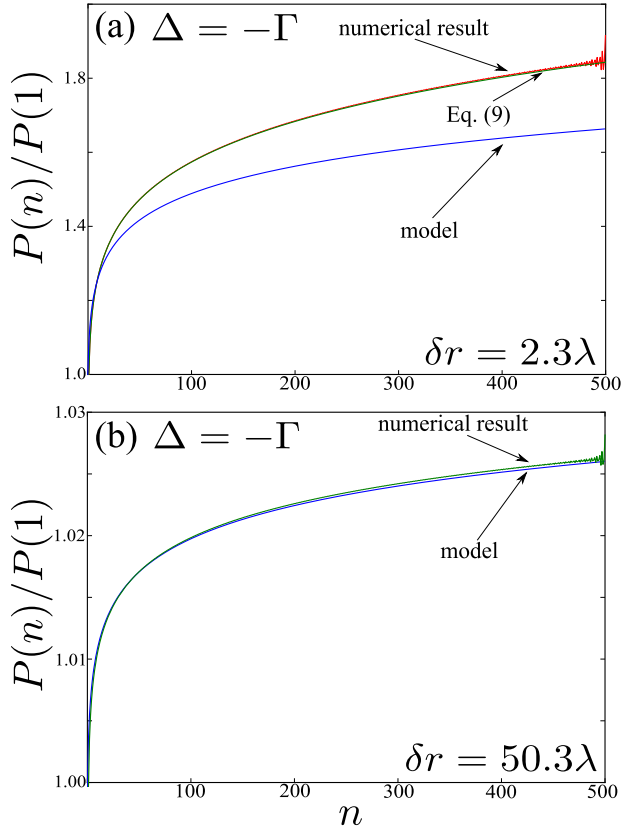 (a) Δ = −Γ
numerical result
1.8
Eq. (9)
P(n)/P(1)
1.4
model
δr = 2.3λ
1.0
100 200 300 400 500
1.03
(b) Δ = −Γ
numerical result
1.02
model
P(n)/P(1)
1.01
δr = 50.3λ
1.00
100 200 300 400 500
n